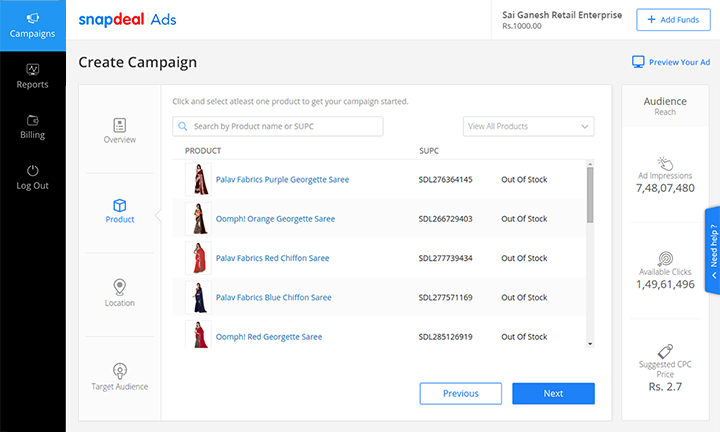 Campaigns
Reports
Billing
Log Out
snapdeal Ads
Sai Ganesh Retail Enterprise
Rs.1000.00
+ Add Funds
Create Campaign
Preview Your Ad
Overview
Product
Location
Target Audience
Click and select atleast one product to get your campaign started.
Search by Product name or SUPC
View All Products
PRODUCT SUPC
Palav Fabrics Purple Georgette Saree SDL276364145 Out Of Stock
Oomph! Orange Georgette Saree SDL266729403 Out Of Stock
Palav Fabrics Red Chiffon Saree SDL277739434 Out Of Stock
Palav Fabrics Blue Chiffon Saree SDL277571169 Out Of Stock
Oomph! Red Georgette Saree SDL285126919 Out Of Stock
Previous
Next
Audience
Reach
Ad Impressions
7,48,07,480
Available Clicks
1,49,61,496
Suggested CPC
Price
Rs. 2.7
Need help ?